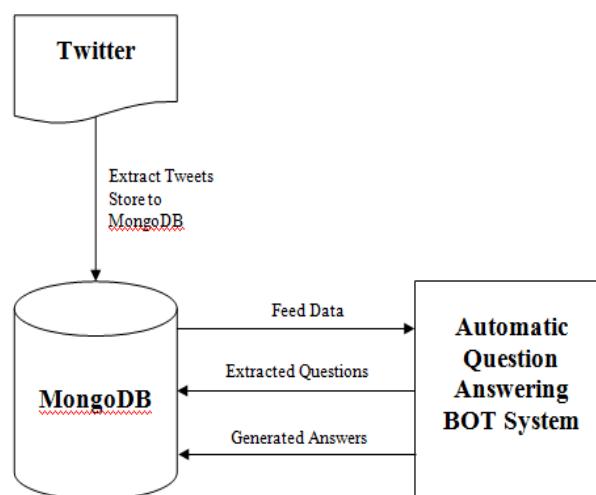 Twitter
Extract Tweets
Store to
MongoDB
Feed Data
Extracted Questions
Generated Answers
MongoDB
Automatic
Question
Answering
BOT System